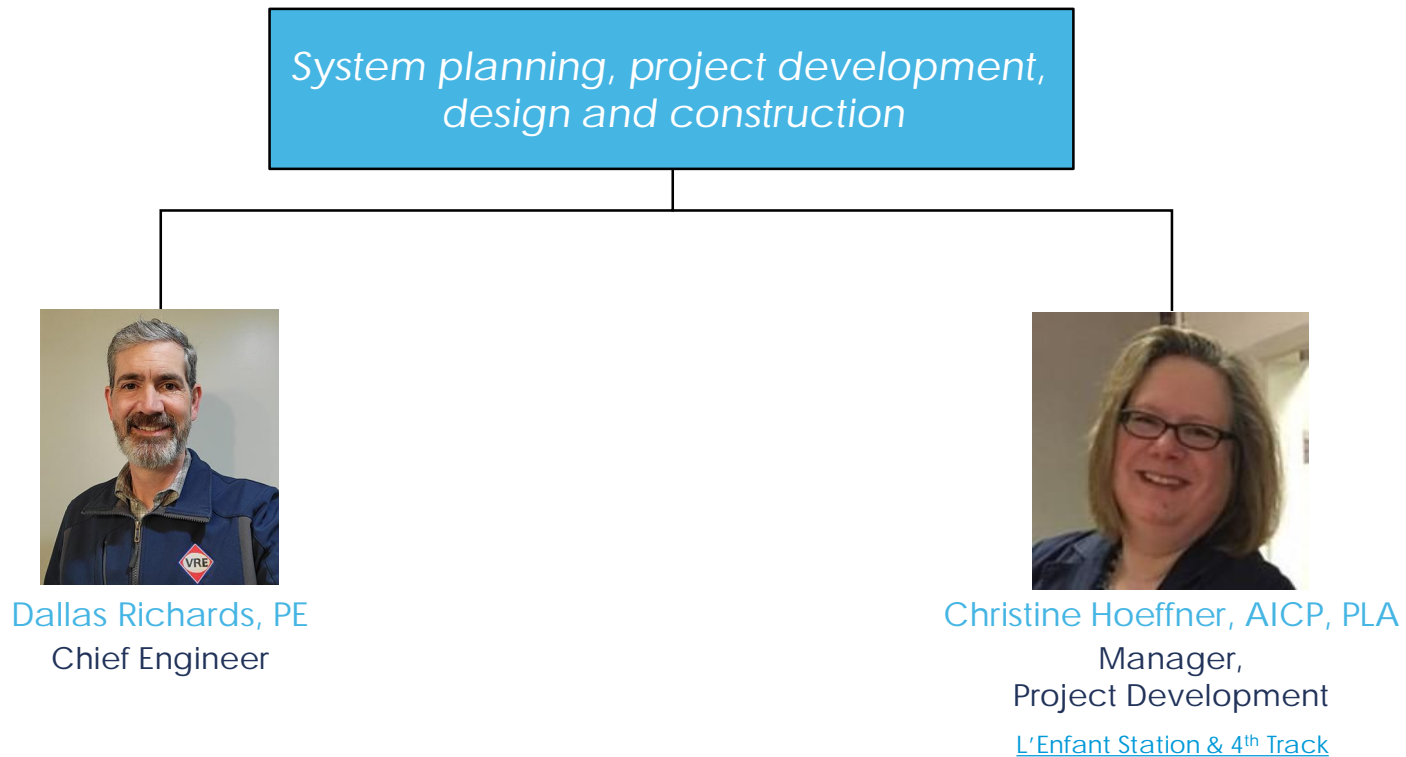 System planning, project development,
design and construction
VRE
Dallas Richards, PE
Chief Engineer
Christine Hoeffner, AICP, PLA
Manager,
Project Development
L’Enfant Station & 4th Track